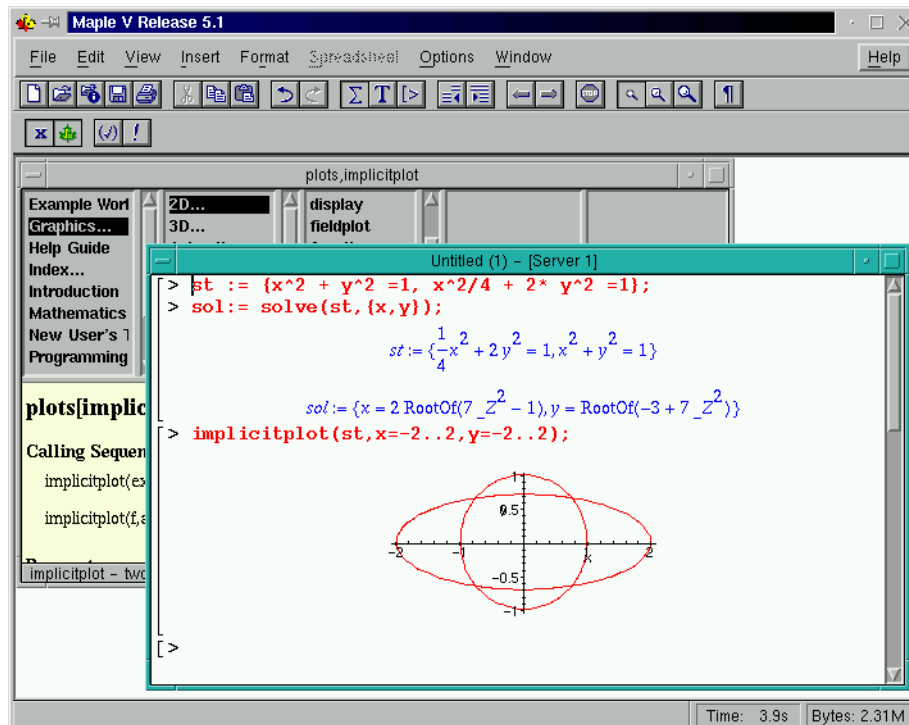 Maple V Release 5.1
File Edit View Insert Format Spreadsheet Options Window Help
STOP
plots,implicitplot
Example Worl
Graphics...
Help Guide
Index...
Introduction
Mathematics
New User's
Programming
2D...
3D...
display
fieldplot
plots[implic
Calling Sequen
implicitplot(ex
implicitplot(f,a
implicitplot - two
Untitled (1) - [Server 1]
[ > st := {x^2 + y^2 =1, x^2/4 + 2* y^2 =1};
> sol:= solve(st,{x,y});
st := {1/4 x^2 + 2 y^2 = 1, x^2 + y^2 = 1}
sol := {x = 2 RootOf(7 _Z^2 - 1), y = RootOf(-3 + 7 _Z^2)}
[ > implicitplot(st,x=-2..2,y=-2..2);
1
y
0.5
-2 -1 1 x 2
-0.5
-1
[ >
Time: 3.9s Bytes: 2.31M